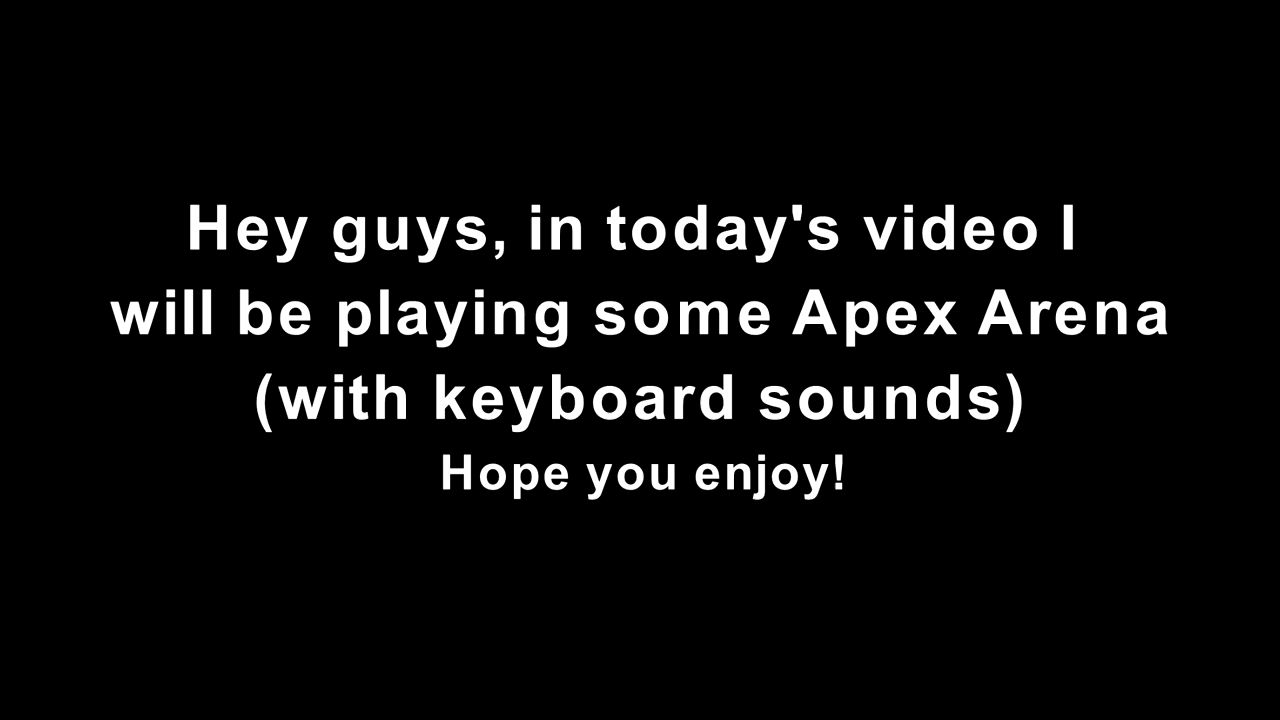 Hey guys, in today's video I
will be playing some Apex Arena
(with keyboard sounds)
Hope you enjoy!